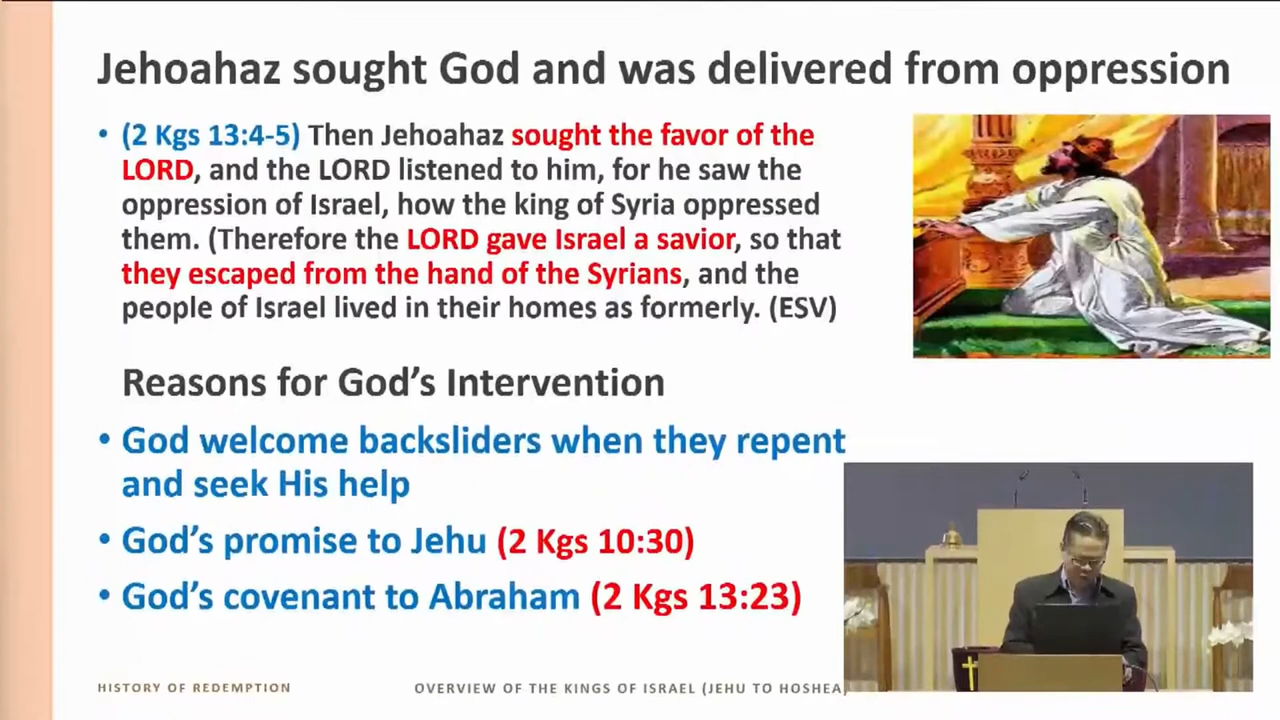 Jehoahaz sought God and was delivered from oppression
• (2 Kgs 13:4-5) Then Jehoahaz sought the favor of the
LORD, and the LORD listened to him, for he saw the
oppression of Israel, how the king of Syria oppressed
them. (Therefore the LORD gave Israel a savior, so that
they escaped from the hand of the Syrians, and the
people of Israel lived in their homes as formerly. (ESV)
Reasons for God’s Intervention
• God welcome backsliders when they repent
and seek His help
• God’s promise to Jehu (2 Kgs 10:30)
• God’s covenant to Abraham (2 Kgs 13:23)
HISTORY OF REDEMPTION
OVERVIEW OF THE KINGS OF ISRAEL (JEHU TO HOSHEA)